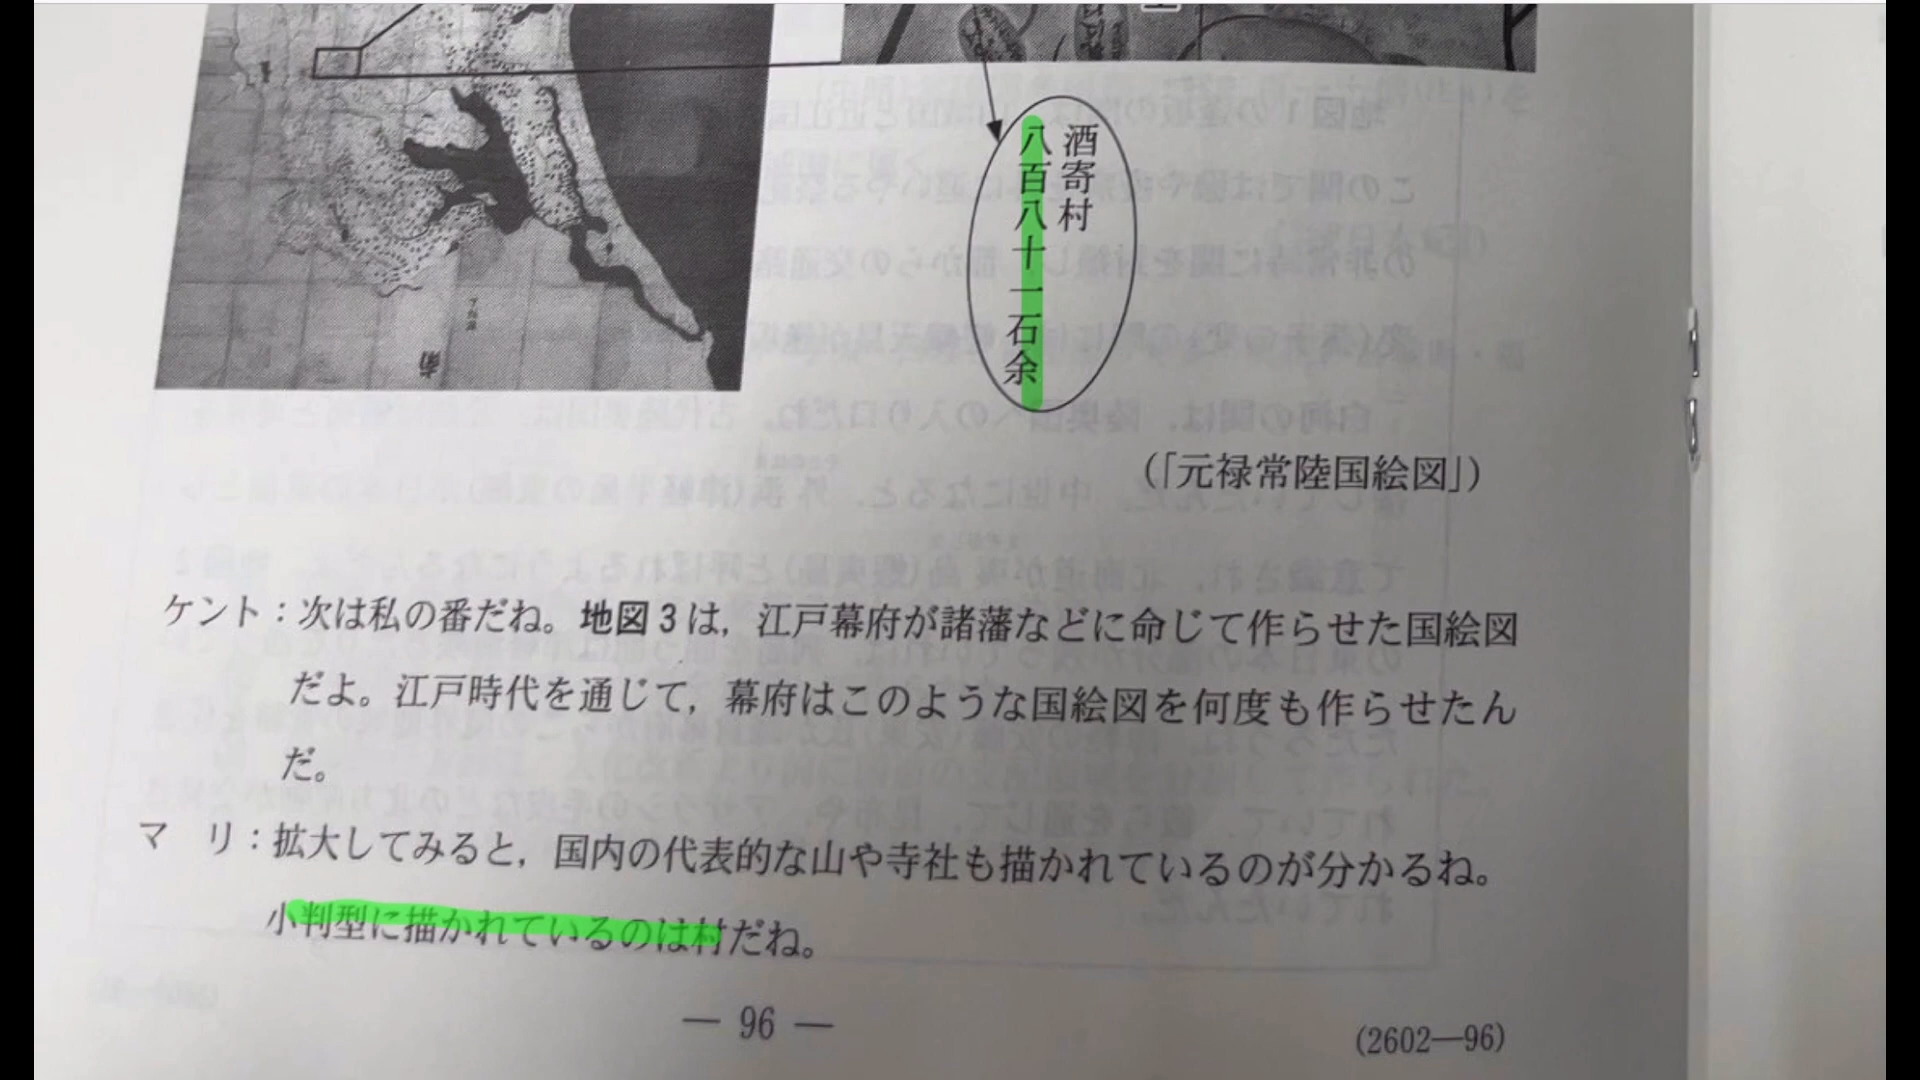 酒寄村
八百八十一石余
(「元禄常陸国絵図」)
ケント：次は私の番だね。地図3は，江戸幕府が諸藩などに命じて作らせた国絵図
だよ。江戸時代を通じて，幕府はこのような国絵図を何度も作らせたん
だ。
マ　リ：拡大してみると，国内の代表的な山や寺社も描かれているのが分かるね。
小判型に描かれているのは村だね。
— 96 —
(2602—96)